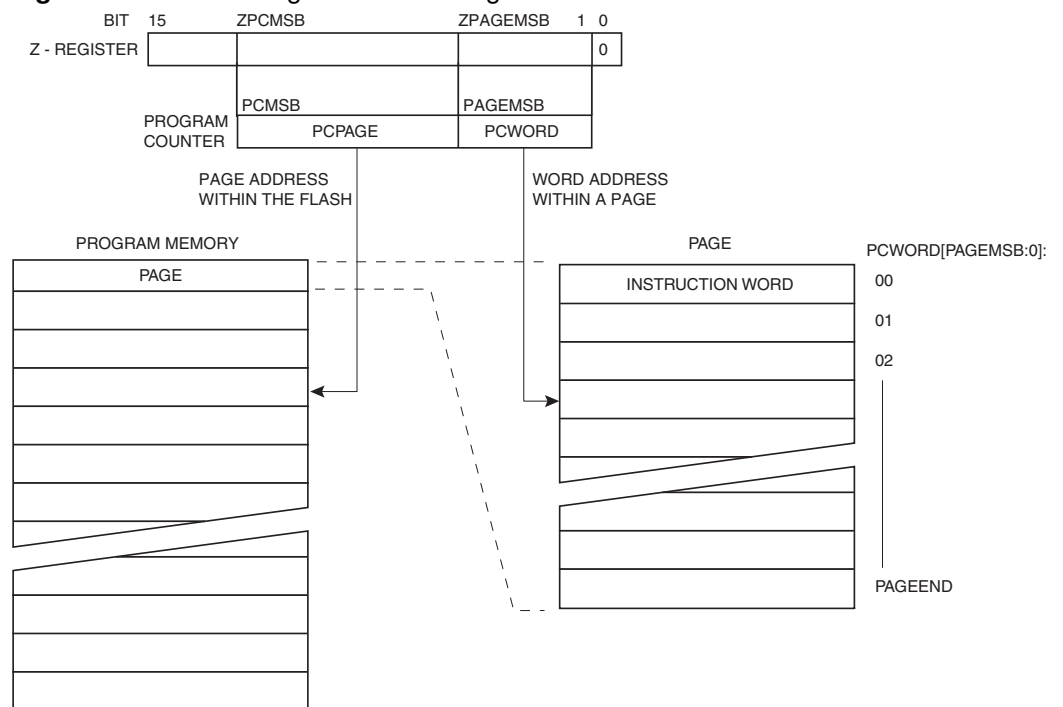 BIT 15 ZPCMSB ZPAGEMSB 1 0
Z - REGISTER 0
PCMSB PAGEMSB
PROGRAM
COUNTER
PCPAGE PCWORD
PAGE ADDRESS
WITHIN THE FLASH
WORD ADDRESS
WITHIN A PAGE
PROGRAM MEMORY
PAGE
PAGE
INSTRUCTION WORD
PCWORD[PAGEMSB:0]:
00
01
02
PAGEEND